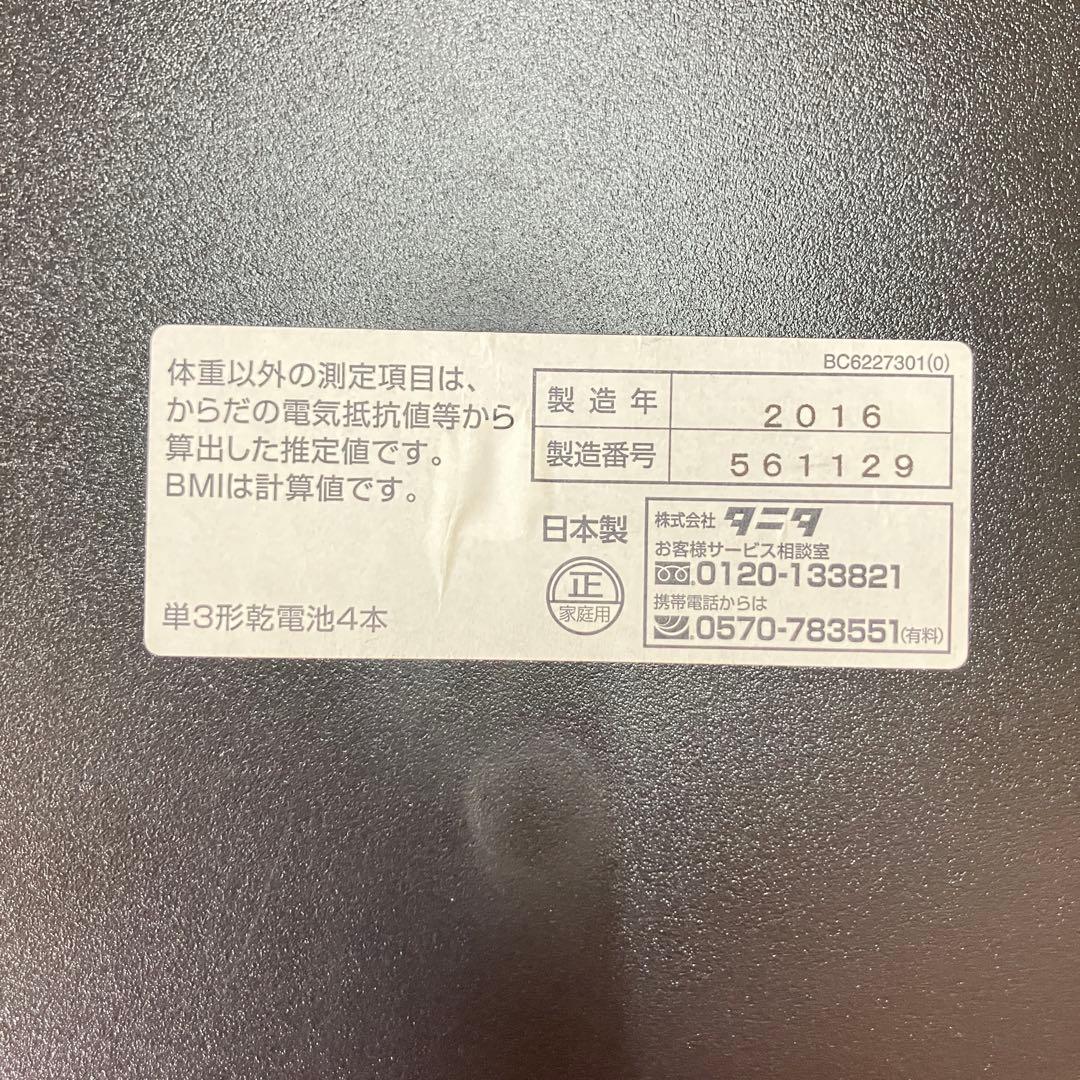 体重以外の測定項目は、
からだの電気抵抗値等から
算出した推定値です。
BMIは計算値です。
単3形乾電池4本
BC6227301(0)
製造年 2016
製造番号 561129
日本製
正
家庭用
株式会社 タニタ
お客様サービス相談室
0120-133821
携帯電話からは
0570-783551(有料)